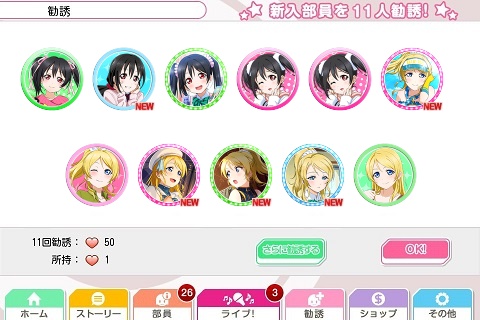 勧誘
新入部員を11人勧誘!
NEW
NEW
NEW
NEW
NEW
NEW
NEW
11回勧誘： 50
所持： 1
さらに勧誘する
OK!
26
3
ホーム
ストーリー
部員
ライブ!
勧誘
ショップ
その他